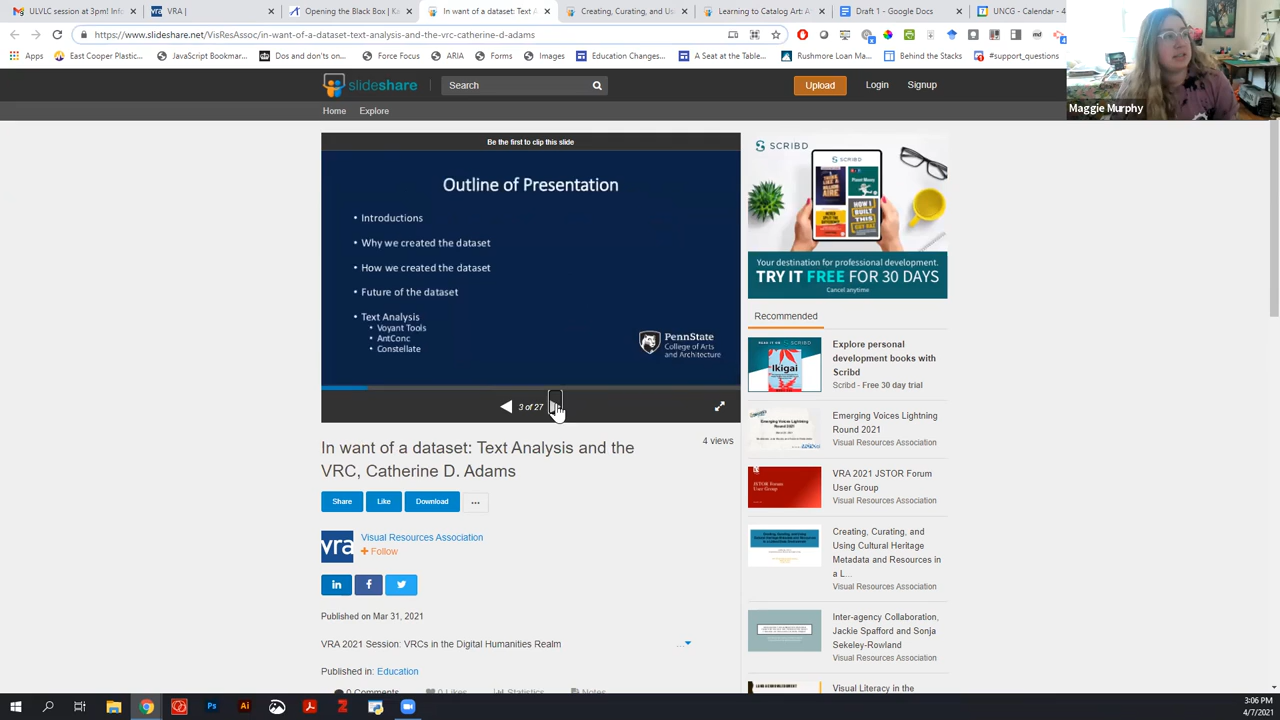 ULVLC session at 3pm! Infor
VRA |
Opening the Black Box | Ka
In want of a dataset: Text An
Creating, Curating, and Usi
Learning to Catalog Art: A
Draft 1 - Google Docs
UNCG - Calendar - 4
https://www.slideshare.net/VisResAssoc/in-want-of-a-dataset-text-analysis-and-the-vrc-catherine-d-adams
Apps
East Cooper Plastic...
Javascript Bookmar...
Don'ts on...
Force Focus
ARIA
Forms
Images
Education Changes...
A Seat at the Table...
Rushmore Loan Ma...
Behind the Stacks
#support_questions
Maggie Murphy
slideshare
Search
Upload
Login
Signup
Home
Explore
Be the first to clip this slide
Outline of Presentation
• Introductions
• Why we created the dataset
• How we created the dataset
• Future of the dataset
• Text Analysis
• Voyant Tools
• AntConc
• Constellate
PennState
College of Arts
and Architecture
3 of 27
In want of a dataset: Text Analysis and the
VRC, Catherine D. Adams
4 views
Share
Like
Download
...
vra
Visual Resources Association
+ Follow
Published on Mar 31, 2021
VRA 2021 Session: VRCs in the Digital Humanities Realm
...
Published in: Education
0 Comments
0 Likes
Statistics
Notes
SCRIBD
SCRIBD
Your destination for professional development.
TRY IT FREE FOR 30 DAYS
Cancel anytime.
Recommended
Ikigai
Explore personal
development books with
Scribd
Scribd - Free 30 day trial
Emerging Voices Lightning
Round 2021
Visual Resources Association
VRA 2021 JSTOR Forum
User Group
Visual Resources Association
Creating, Curating, and
Using Cultural Heritage
Metadata and Resources in
a L...
Visual Resources Association
Inter-agency Collaboration,
Jackie Spafford and Sonja
Sekeley-Rowland
Visual Resources Association
Visual Literacy in the
3:06 PM
4/7/2021